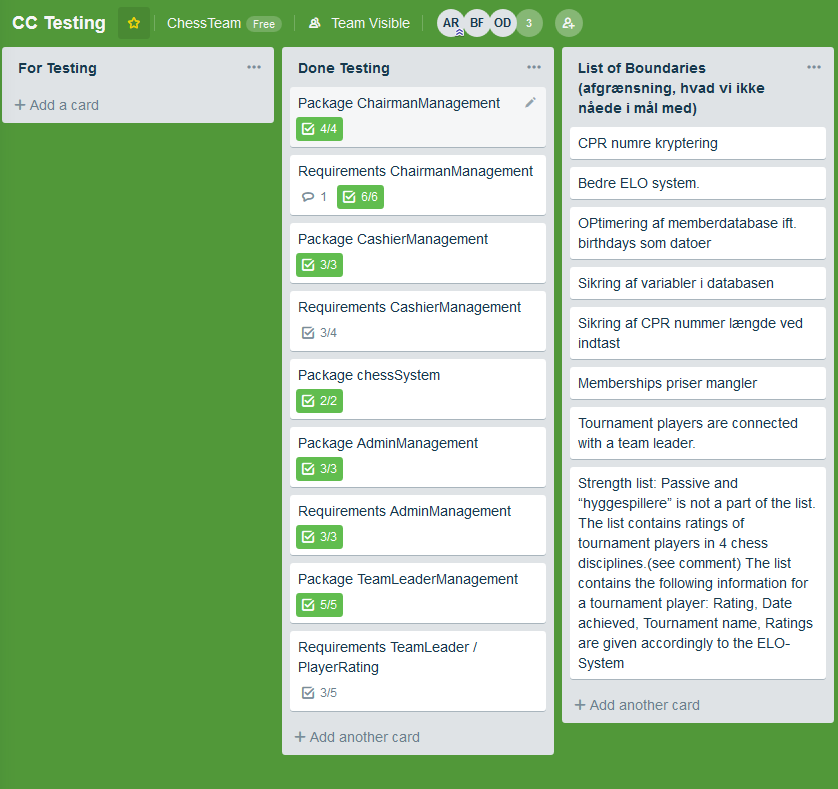 CC Testing
ChessTeam Free
Team Visible
AR BF OD 3
For Testing
Add a card
Done Testing
Package ChairmanManagement
4/4
Requirements ChairmanManagement
1 6/6
Package CashierManagement
3/3
Requirements CashierManagement
3/4
Package chessSystem
2/2
Package AdminManagement
3/3
Requirements AdminManagement
3/3
Package TeamLeaderManagement
5/5
Requirements TeamLeader /
PlayerRating
3/5
Add another card
List of Boundaries
(afgrænsning, hvad vi ikke
nåede i mål med)
CPR numre kryptering
Bedre ELO system.
OPtimering af memberdatabase ift.
birthdays som datoer
Sikring af variabler i databasen
Sikring af CPR nummer længde ved
indtast
Memberships priser mangler
Tournament players are connected
with a team leader.
Strength list: Passive and
“hyggespillere” is not a part of the list.
The list contains ratings of
tournament players in 4 chess
disciplines.(see comment) The list
contains the following information for
a tournament player: Rating, Date
achieved, Tournament name, Ratings
are given accordingly to the ELO-
System
Add another card